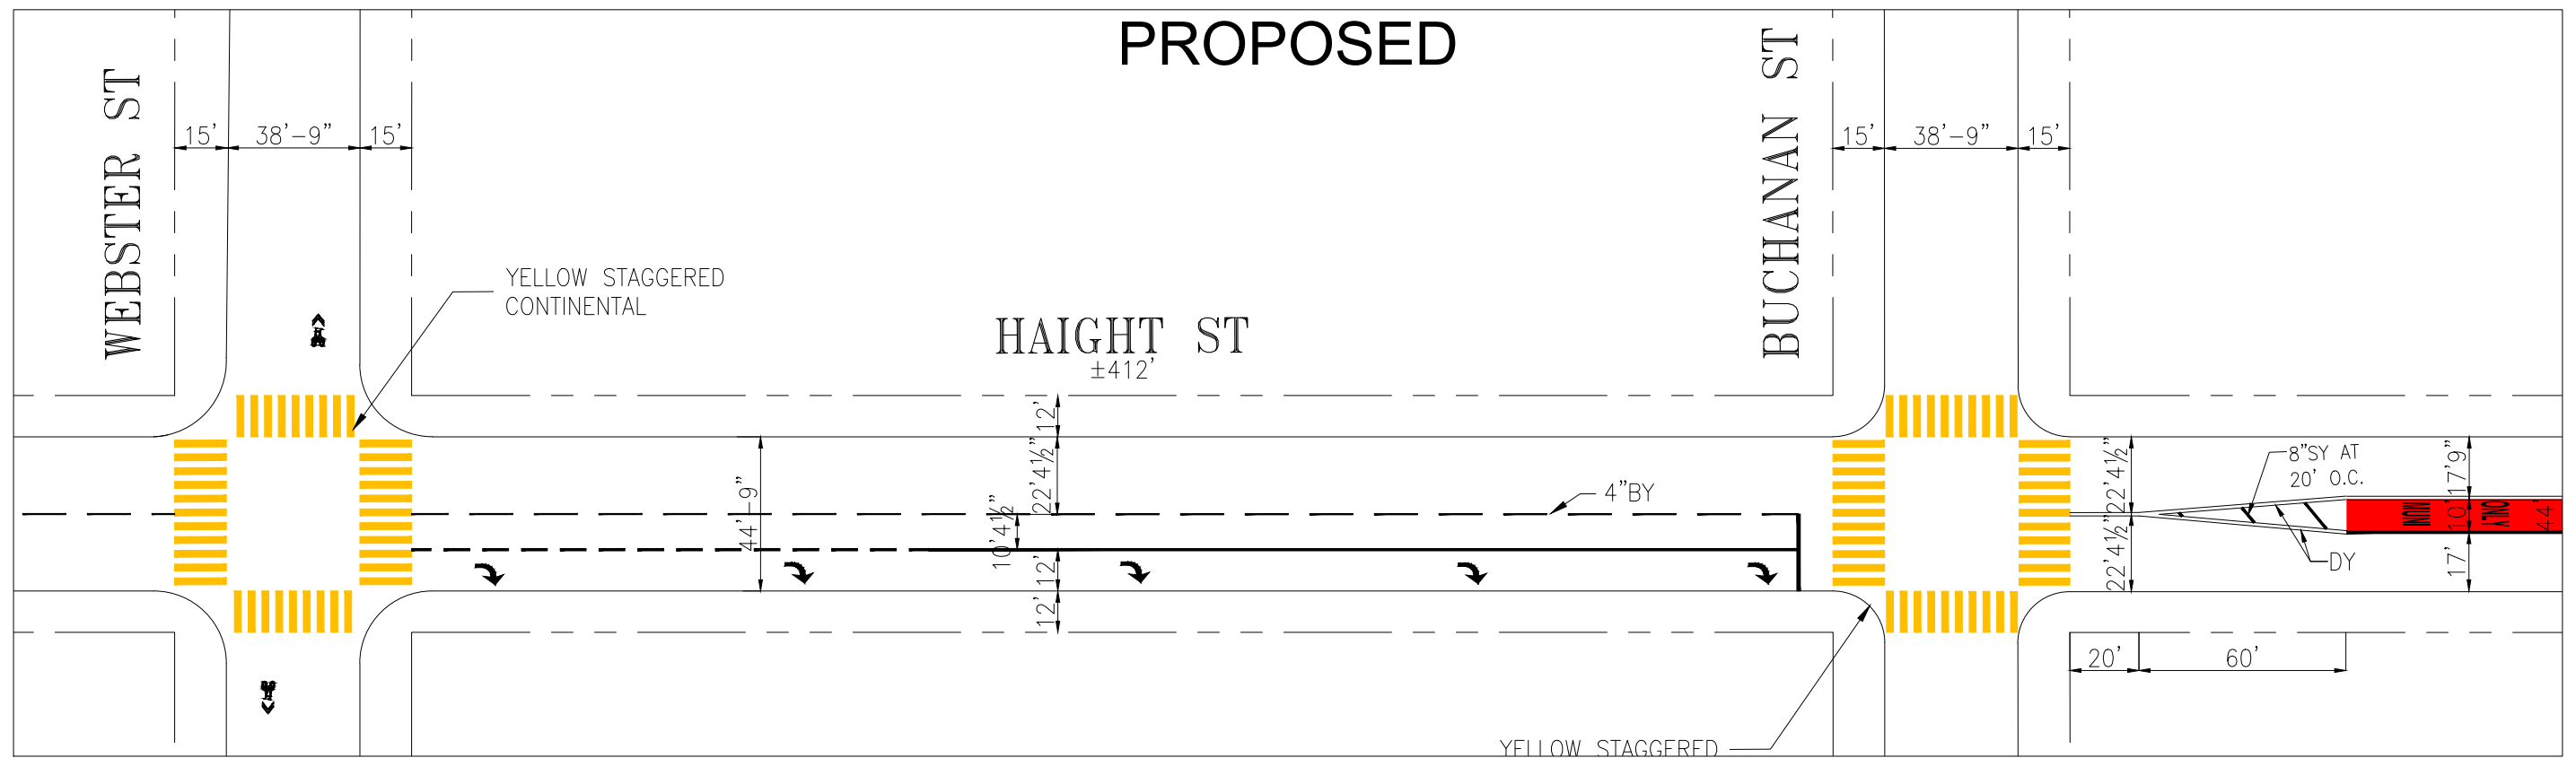 PROPOSED
WEBSTER ST
15'
38'-9"
15'
BUCHANAN ST
15'
38'-9"
15'
YELLOW STAGGERED
CONTINENTAL
HAIGHT ST
±412'
12'
22'4½"
44'-9"
10'4½"
12'
12'
4"BY
22'4½"
22'4½"
8"SY AT
20' O.C.
17'9"
10'
17'
44'
ONLY
MUNI
DY
20'
60'
YELLOW STAGGERED